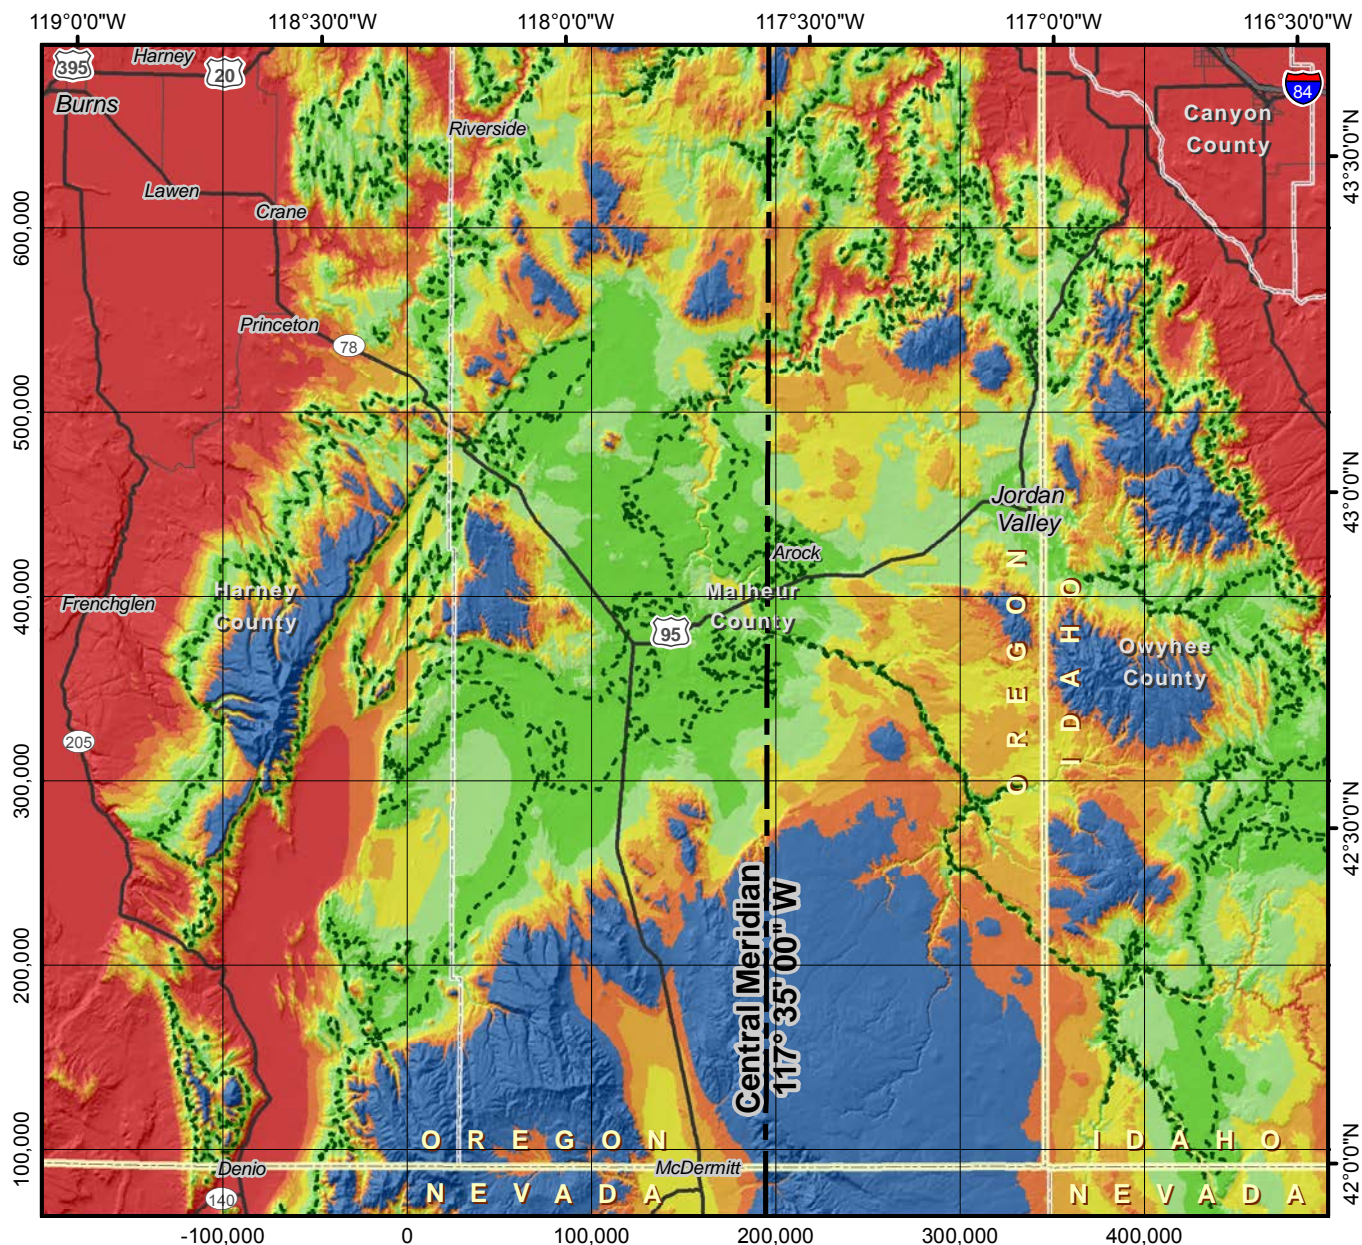 119°0'0"W
118°30'0"W
118°0'0"W
117°30'0"W
117°0'0"W
116°30'0"W
395
Harney
20
84
Burns
Canyon
County
Riverside
43°30'0"N
Lawen
Crane
600,000
Princeton
78
500,000
43°0'0"N
Jordan
Valley
Arock
Harney
County
Malheur
County
400,000
Frenchglen
95
OREGON
IDAHO
Owyhee
County
205
300,000
42°30'0"N
Central Meridian
117° 35' 00" W
200,000
100,000
OREGON
IDAHO
42°0'0"N
Denio
McDermitt
140
NEVADA
NEVADA
-100,000
0
100,000
200,000
300,000
400,000